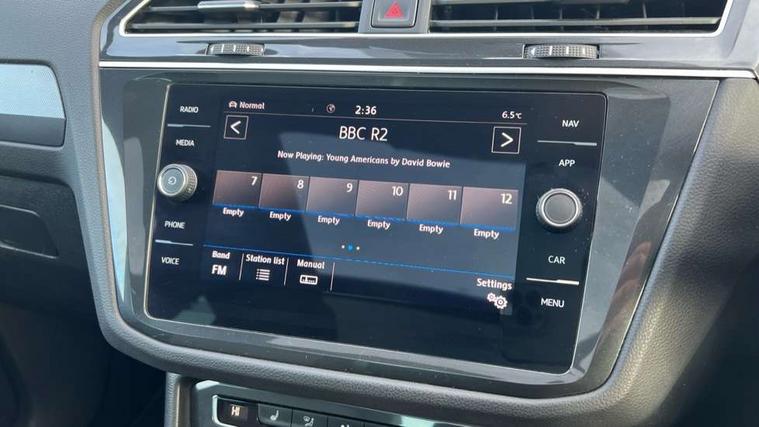 RADIO
MEDIA
PHONE
VOICE
Normal 2:36 6.5°C
< BBC R2 >
Now Playing: Young Americans by David Bowie
7 8 9 10 11 12
Empty Empty Empty Empty Empty Empty
Band Station list Manual
FM
Settings
NAV
APP
CAR
MENU
HI